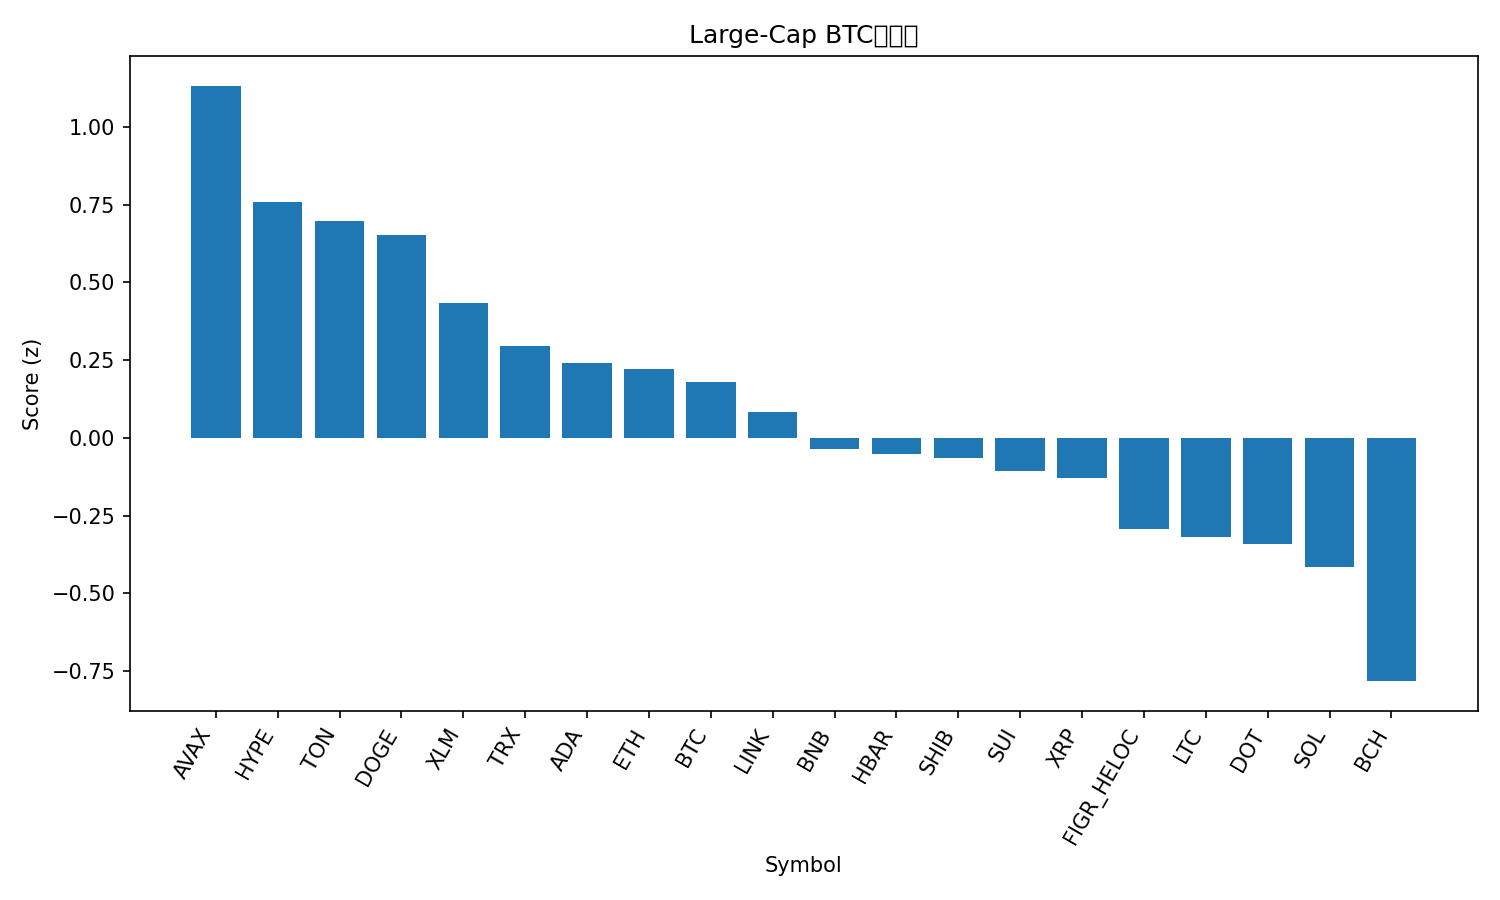 Large-Cap BTC
1.00
0.75
0.50
0.25
0.00
−0.25
−0.50
−0.75
Score (z)
AVAX
HYPE
TON
DOGE
XLM
TRX
ADA
ETH
BTC
LINK
BNB
HBAR
SHIB
SUI
XRP
FIGR_HELOC
LTC
DOT
SOL
BCH
Symbol